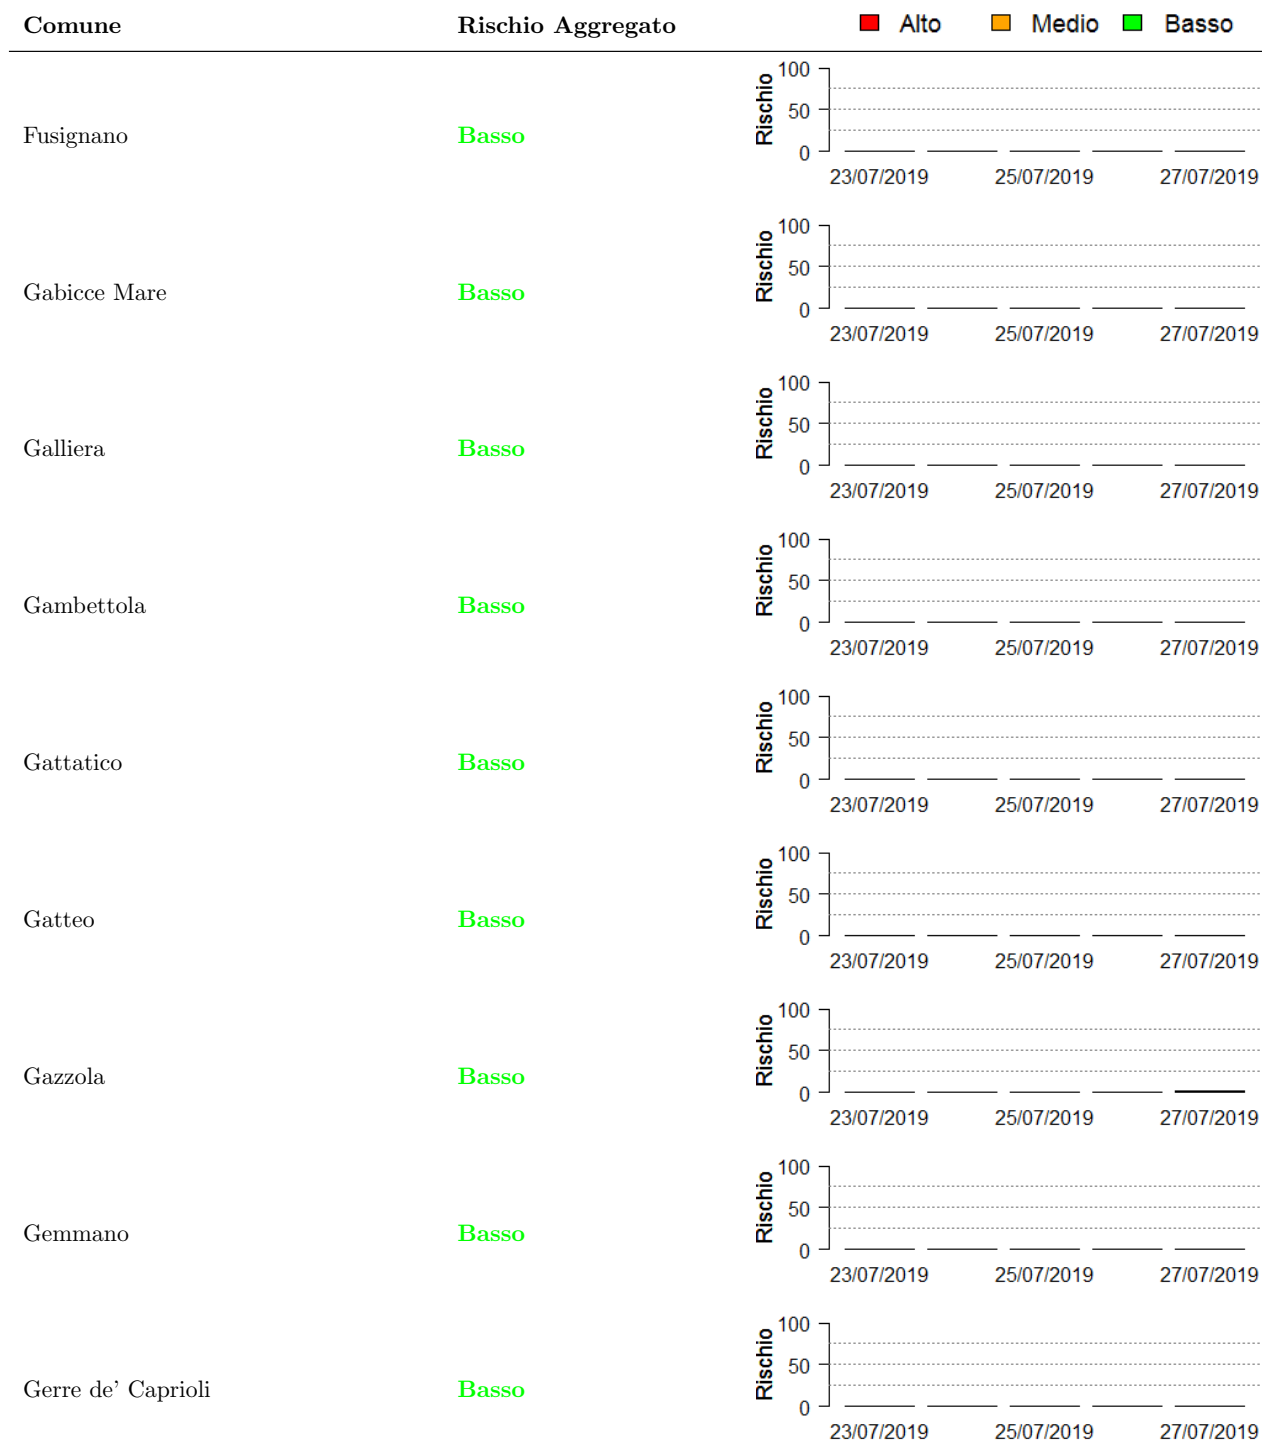 Comune Rischio Aggregato Alto Medio Basso
Fusignano Basso
Rischio
100
50
0
23/07/2019 25/07/2019 27/07/2019
Gabicce Mare Basso
Rischio
100
50
0
23/07/2019 25/07/2019 27/07/2019
Galliera Basso
Rischio
100
50
0
23/07/2019 25/07/2019 27/07/2019
Gambettola Basso
Rischio
100
50
0
23/07/2019 25/07/2019 27/07/2019
Gattatico Basso
Rischio
100
50
0
23/07/2019 25/07/2019 27/07/2019
Gatteo Basso
Rischio
100
50
0
23/07/2019 25/07/2019 27/07/2019
Gazzola Basso
Rischio
100
50
0
23/07/2019 25/07/2019 27/07/2019
Gemmano Basso
Rischio
100
50
0
23/07/2019 25/07/2019 27/07/2019
Gerre de' Caprioli Basso
Rischio
100
50
0
23/07/2019 25/07/2019 27/07/2019